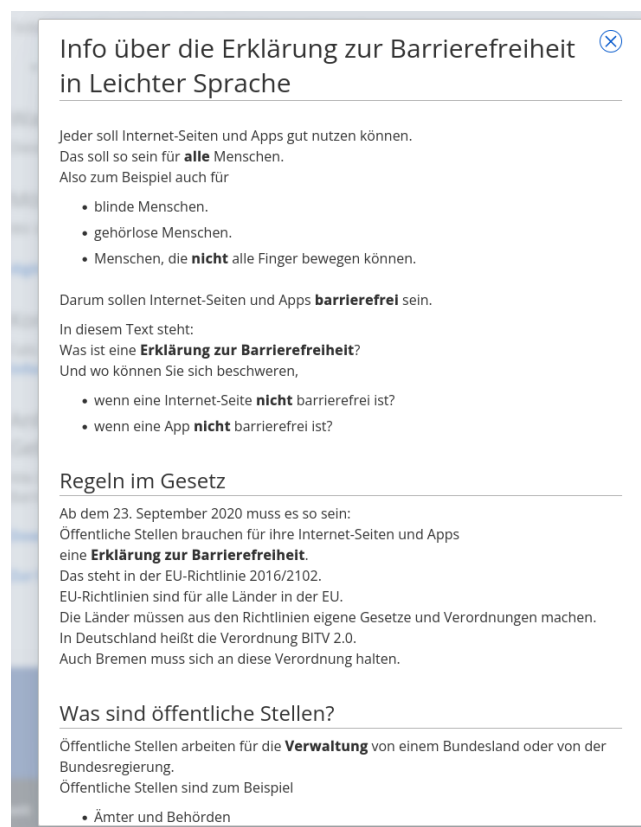 Info über die Erklärung zur Barrierefreiheit
in Leichter Sprache
Jeder soll Internet-Seiten und Apps gut nutzen können.
Das soll so sein für alle Menschen.
Also zum Beispiel auch für
• blinde Menschen.
• gehörlose Menschen.
• Menschen, die nicht alle Finger bewegen können.
Darum sollen Internet-Seiten und Apps barrierefrei sein.
In diesem Text steht:
Was ist eine Erklärung zur Barrierefreiheit?
Und wo können Sie sich beschweren,
• wenn eine Internet-Seite nicht barrierefrei ist?
• wenn eine App nicht barrierefrei ist?
Regeln im Gesetz
Ab dem 23. September 2020 muss es so sein:
Öffentliche Stellen brauchen für ihre Internet-Seiten und Apps
eine Erklärung zur Barrierefreiheit.
Das steht in der EU-Richtlinie 2016/2102.
EU-Richtlinien sind für alle Länder in der EU.
Die Länder müssen aus den Richtlinien eigene Gesetze und Verordnungen machen.
In Deutschland heißt die Verordnung BITV 2.0.
Auch Bremen muss sich an diese Verordnung halten.
Was sind öffentliche Stellen?
Öffentliche Stellen arbeiten für die Verwaltung von einem Bundesland oder von der
Bundesregierung.
Öffentliche Stellen sind zum Beispiel
• Ämter und Behörden